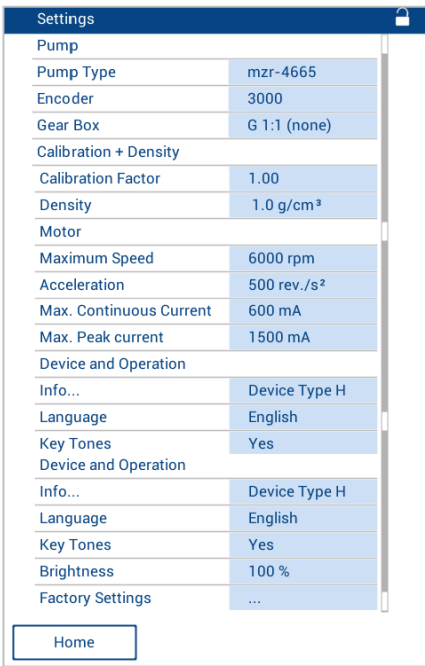 Settings
Pump
Pump Type mzr-4665
Encoder 3000
Gear Box G 1:1 (none)
Calibration + Density
Calibration Factor 1.00
Density 1.0 g/cm³
Motor
Maximum Speed 6000 rpm
Acceleration 500 rev./s²
Max. Continuous Current 600 mA
Max. Peak current 1500 mA
Device and Operation
Info... Device Type H
Language English
Key Tones Yes
Device and Operation
Info... Device Type H
Language English
Key Tones Yes
Brightness 100 %
Factory Settings ...
Home